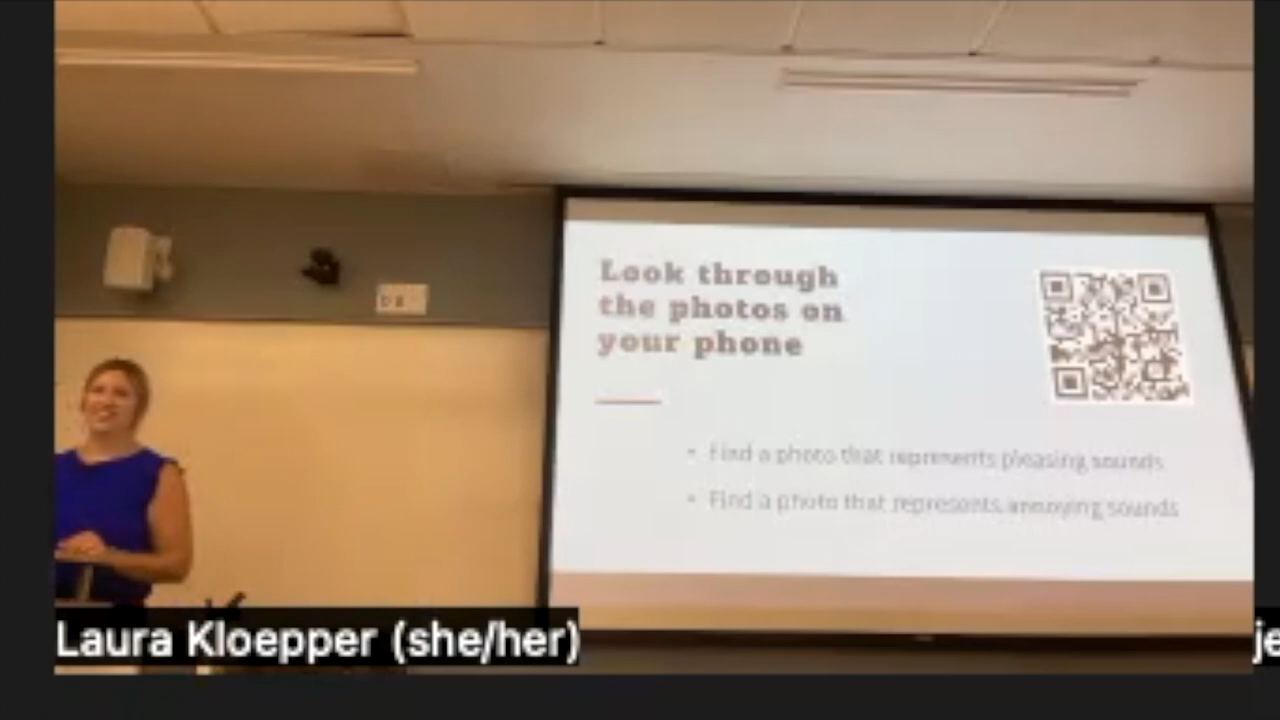 Look through
the photos on
your phone
• Find a photo that represents pleasing sounds
• Find a photo that represents annoying sounds
Laura Kloepper (she/her)
je